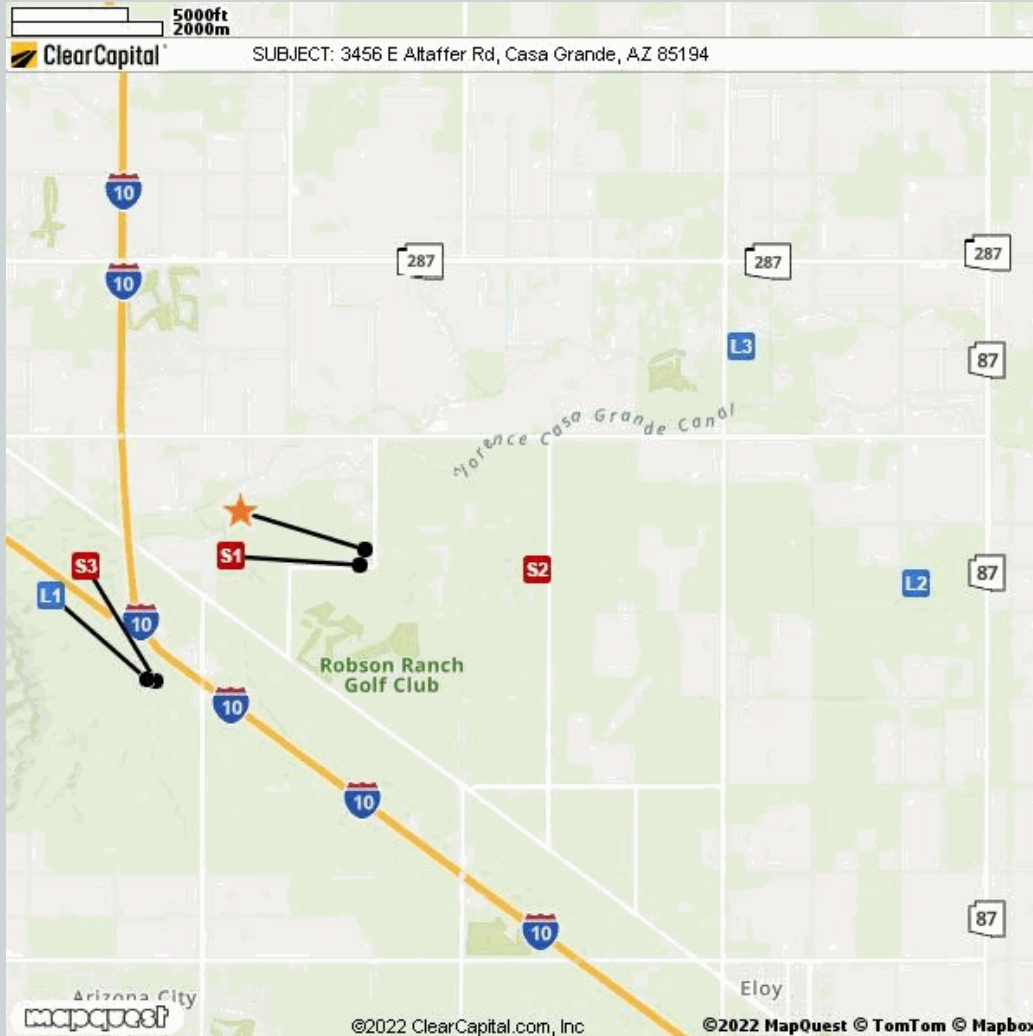 5000ft
2000m
ClearCapital
SUBJECT: 3456 E Altaffer Rd, Casa Grande, AZ 85194
10
10
287
287
287
L3
87
Casa Grande Canal
S1
S3
S2
L1
L2
87
10
Robson Ranch
Golf Club
10
10
87
10
Arizona City
Eloy
mapquest
©2022 ClearCapital.com, Inc
©2022 MapQuest © TomTom © Mapbox